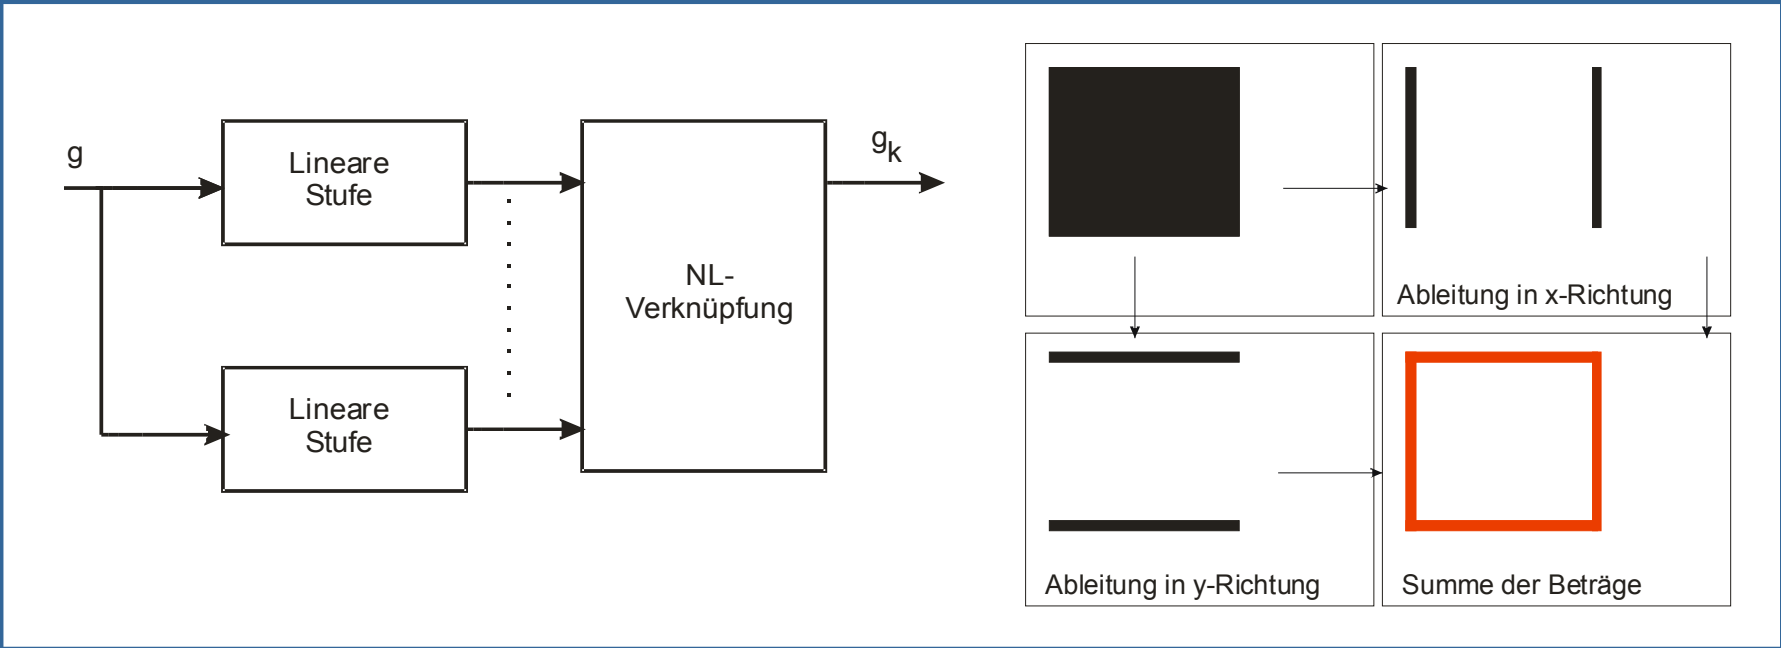 g
Lineare
Stufe
Lineare
Stufe
NL-
Verknüpfung
gk
Ableitung in x-Richtung
Ableitung in y-Richtung
Summe der Beträge